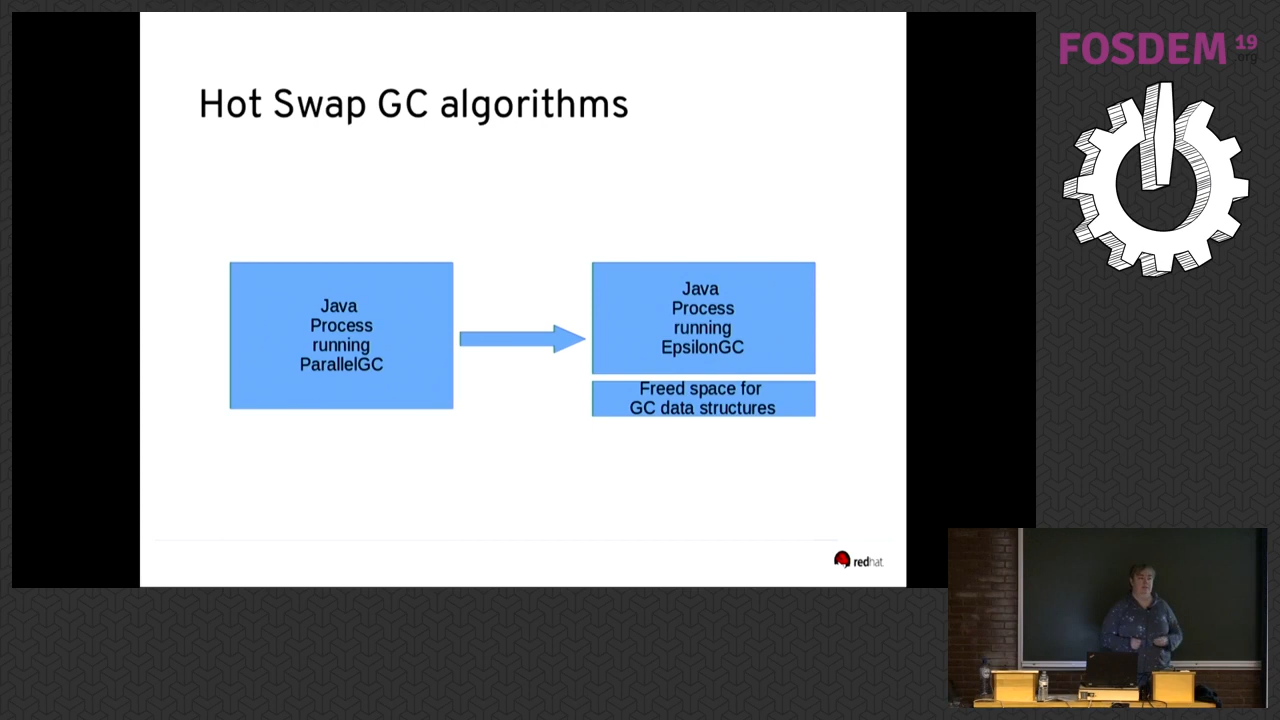 Hot Swap GC algorithms
Java
Process
running
ParallelGC
Java
Process
running
EpsilonGC
Freed space for
GC data structures
redhat
FOSDEM 19
.org